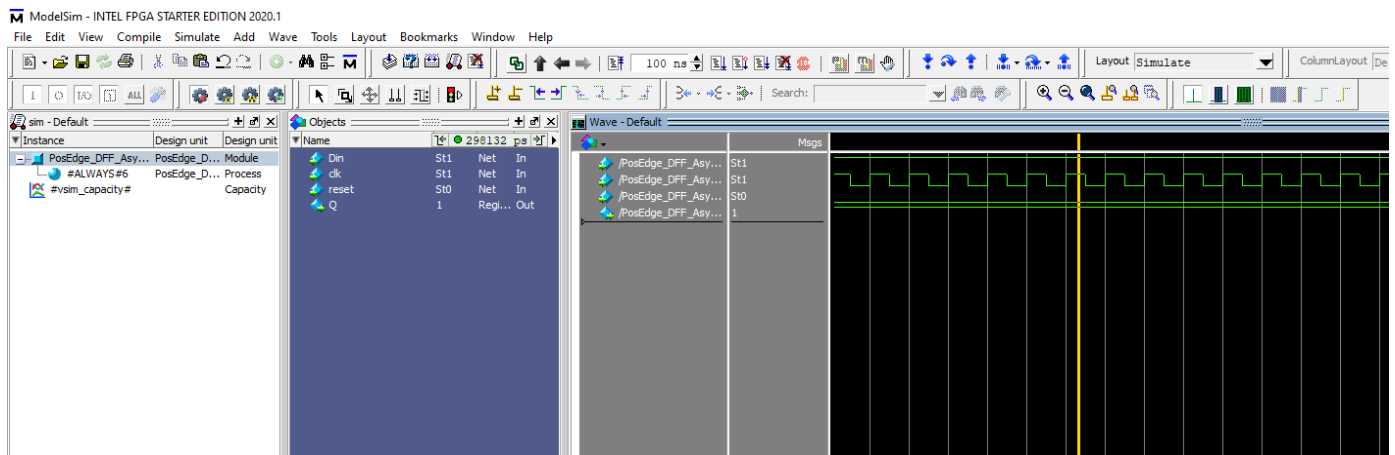 ModelSim - INTEL FPGA STARTER EDITION 2020.1
File Edit View Compile Simulate Add Wave Tools Layout Bookmarks Window Help
100 ns
Layout Simulate
ColumnLayout De
Search:
sim - Default
Instance Design unit Design unit
PosEdge_DFF_Asy... PosEdge_D... Module
#ALWAYS#6 PosEdge_D... Process
#vsim_capacity# Capacity
Objects
Name 298132 ps
Din St1 Net In
clk St1 Net In
reset St0 Net In
Q 1 Regi... Out
Wave - Default
Msgs
/PosEdge_DFF_Asy... St1
/PosEdge_DFF_Asy... St1
/PosEdge_DFF_Asy... St0
/PosEdge_DFF_Asy... 1